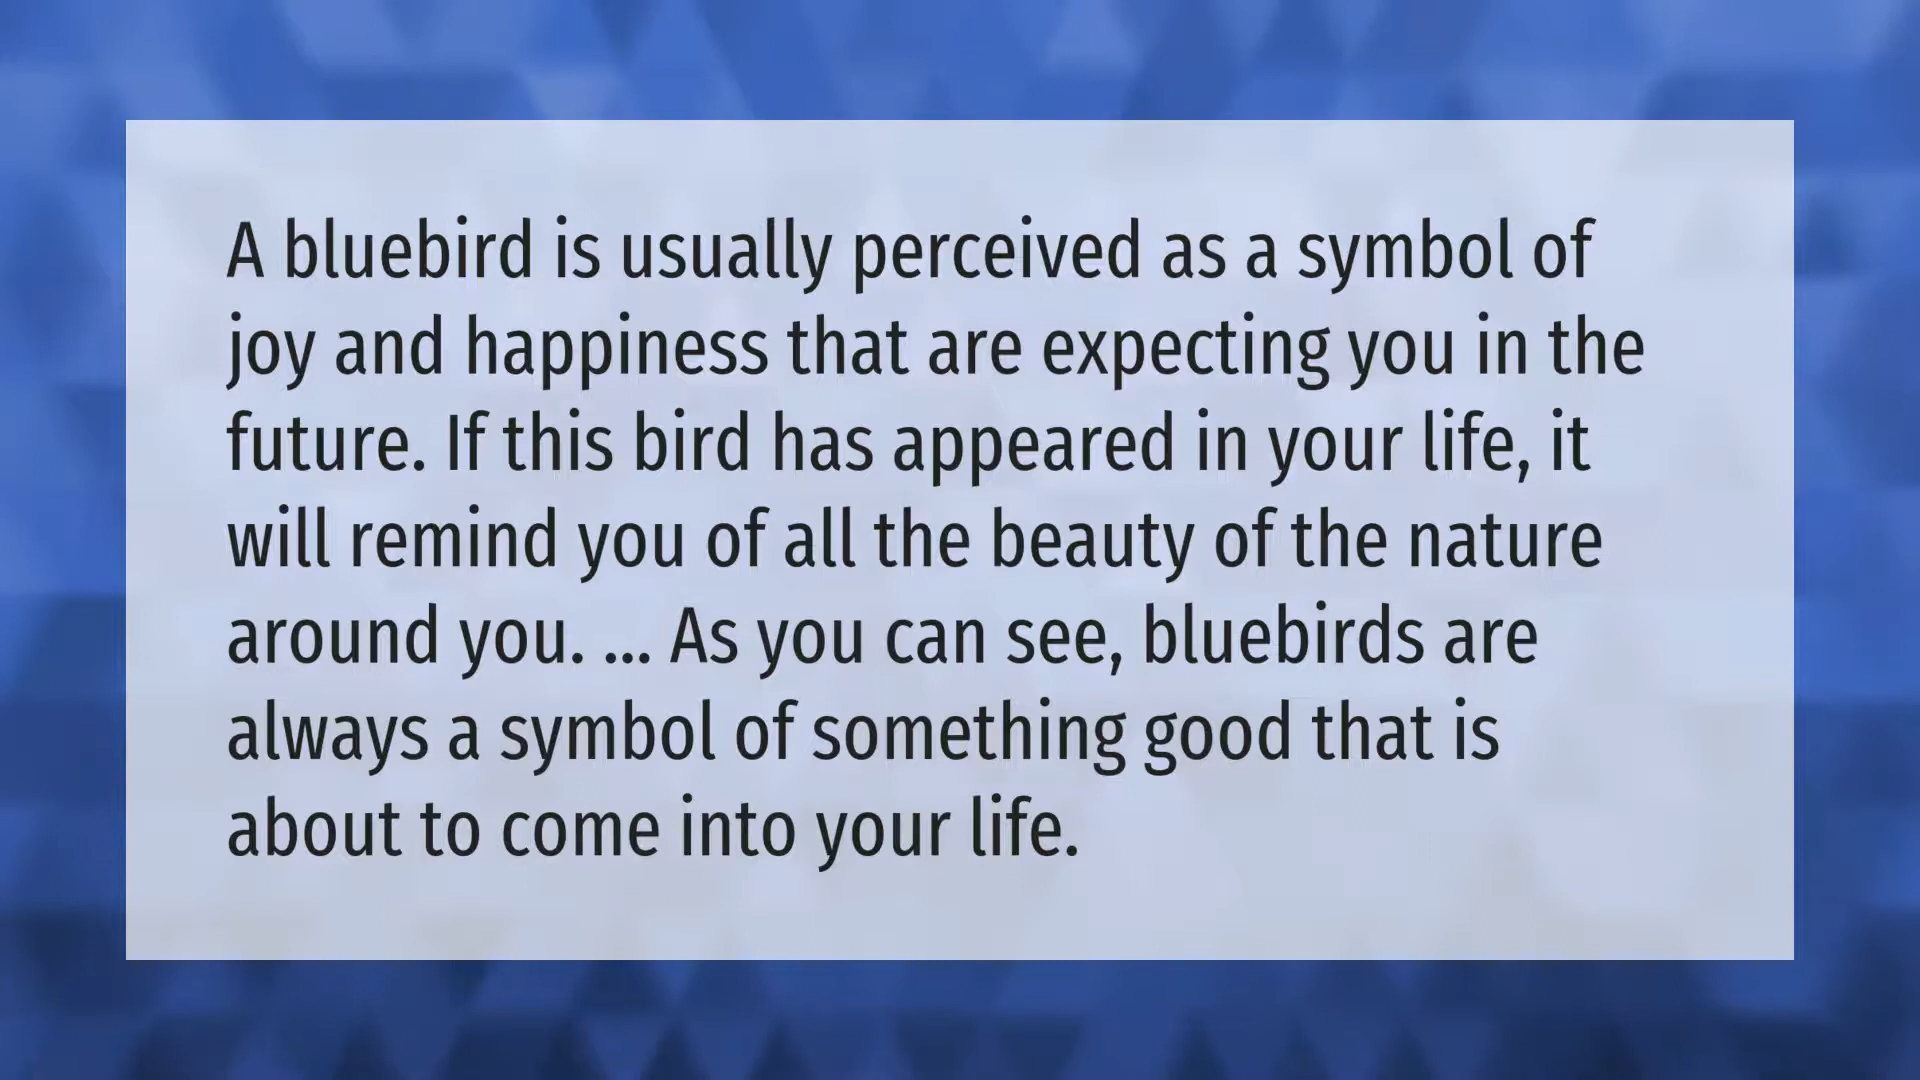 A bluebird is usually perceived as a symbol of
joy and happiness that are expecting you in the
future. If this bird has appeared in your life, it
will remind you of all the beauty of the nature
around you. ... As you can see, bluebirds are
always a symbol of something good that is
about to come into your life.